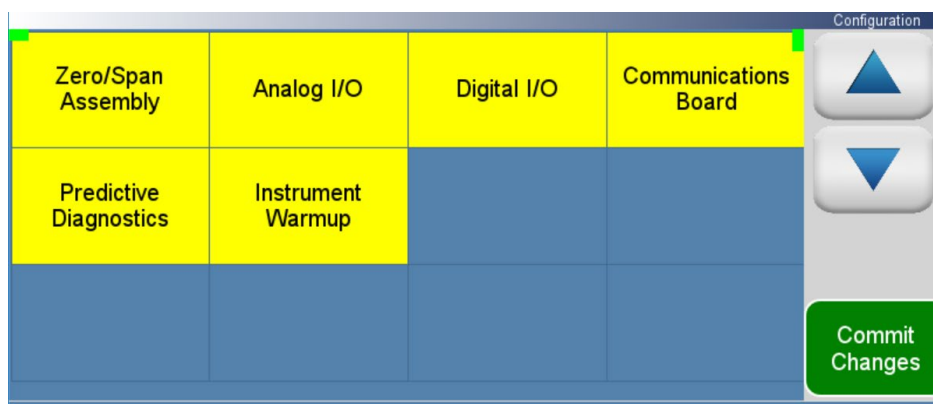 Configuration
Zero/Span
Assembly
Analog I/O
Digital I/O
Communications
Board
Predictive
Diagnostics
Instrument
Warmup
Commit
Changes